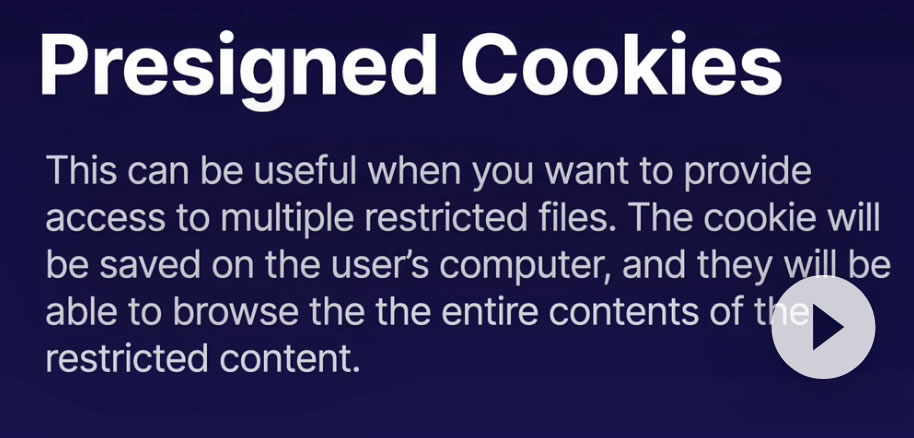 Presigned Cookies
This can be useful when you want to provide
access to multiple restricted files. The cookie will
be saved on the user’s computer, and they will be
able to browse the the entire contents of the
restricted content.